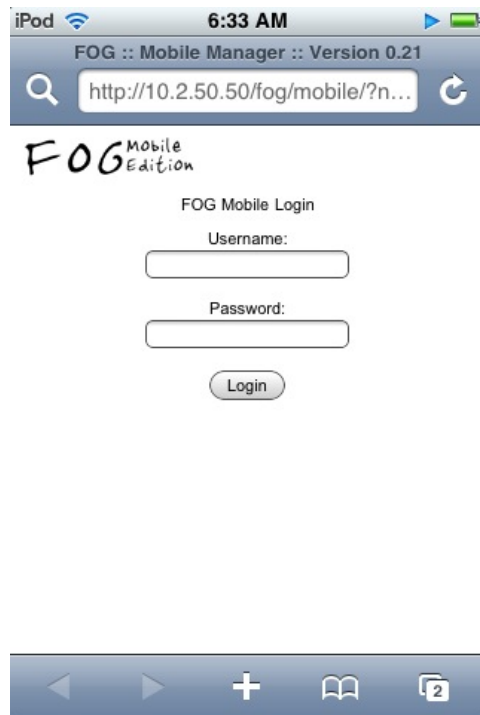 iPod 6:33 AM
FOG :: Mobile Manager :: Version 0.21
http://10.2.50.50/fog/mobile/?n...
FOG Mobile Edition
FOG Mobile Login
Username:
Password:
Login
2